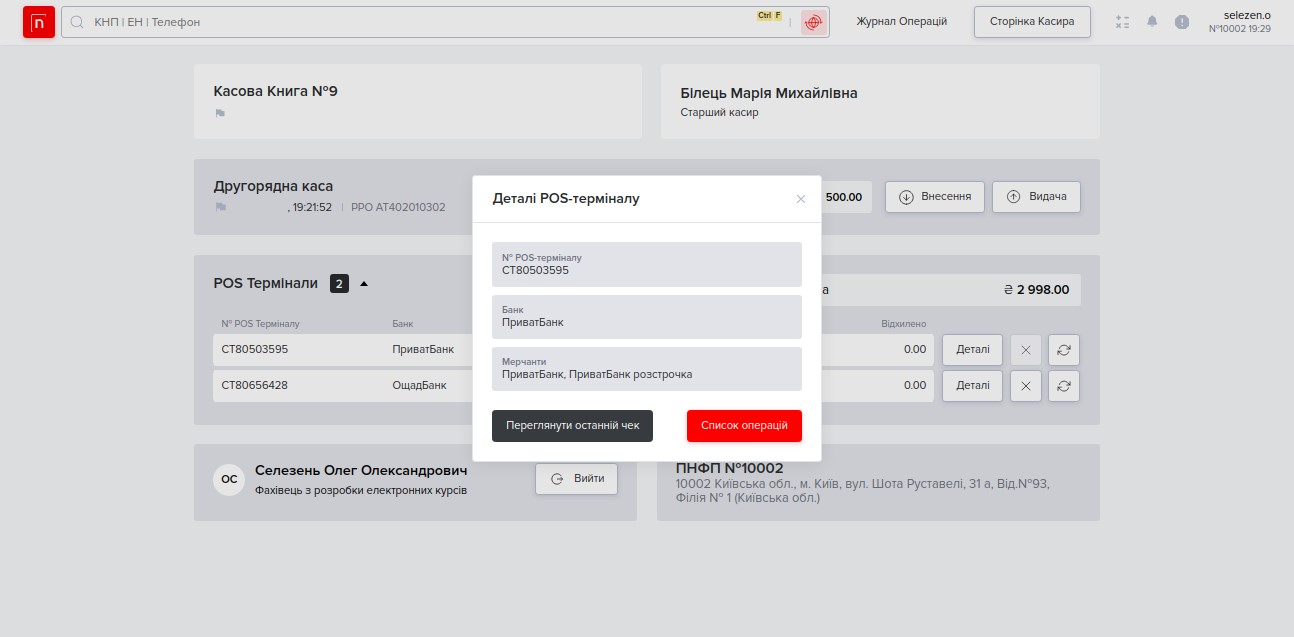 n
КНП | ЕН | Телефон
Ctrl F
Журнал Операцій
Сторінка Касира
selezen.o
№10002 19:29
Касова Книга №9
Білець Марія Михайлівна
Старший касир
Другорядна каса
, 19:21:52 | РРО АТ402010302
500.00
Внесення
Видача
Деталі POS-терміналу
№ POS-терміналу
CT80503595
Банк
ПриватБанк
Мерчанти
ПриватБанк, ПриватБанк розстрочка
Переглянути останній чек
Список операцій
POS Термінали 2
а
₴ 2 998.00
№ POS Терміналу
Банк
Відхилено
CT80503595
ПриватБанк
0.00
Деталі
CT80656428
ОщадБанк
0.00
Деталі
ОС
Селезень Олег Олександрович
Фахівець з розробки електронних курсів
Вийти
ПНФП №10002
10002 Київська обл., м. Київ, вул. Шота Руставелі, 31 а, Від.№93,
Філія № 1 (Київська обл.)